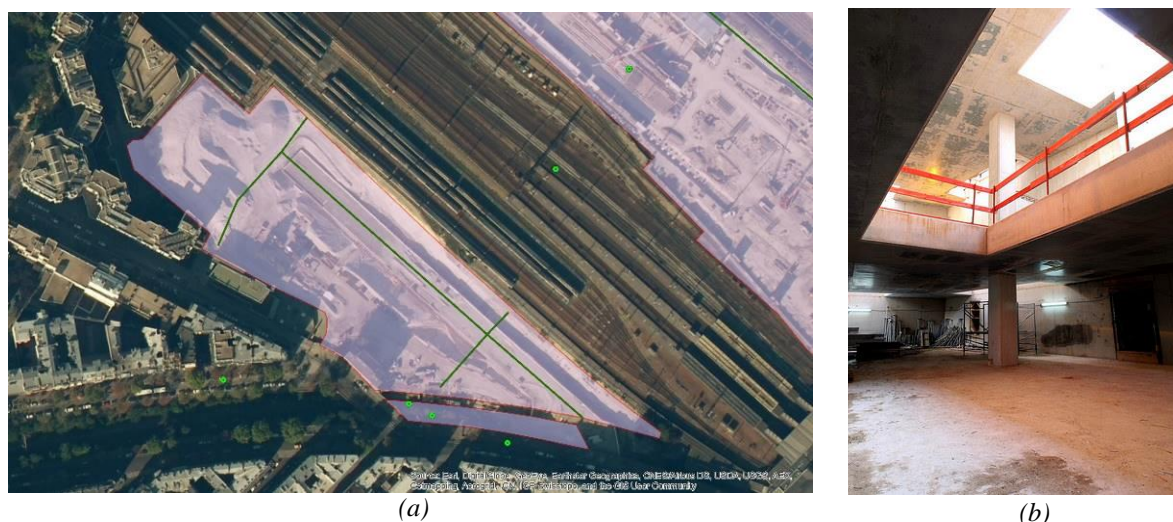 Source: Esri, DigitalGlobe, GeoEye, Earthstar Geographics, CNES/Airbus DS, USDA, USGS, AEX,
Getmapping, Aerogrid, IGN, IGP, swisstopo, and the GIS User Community
(a)
(b)